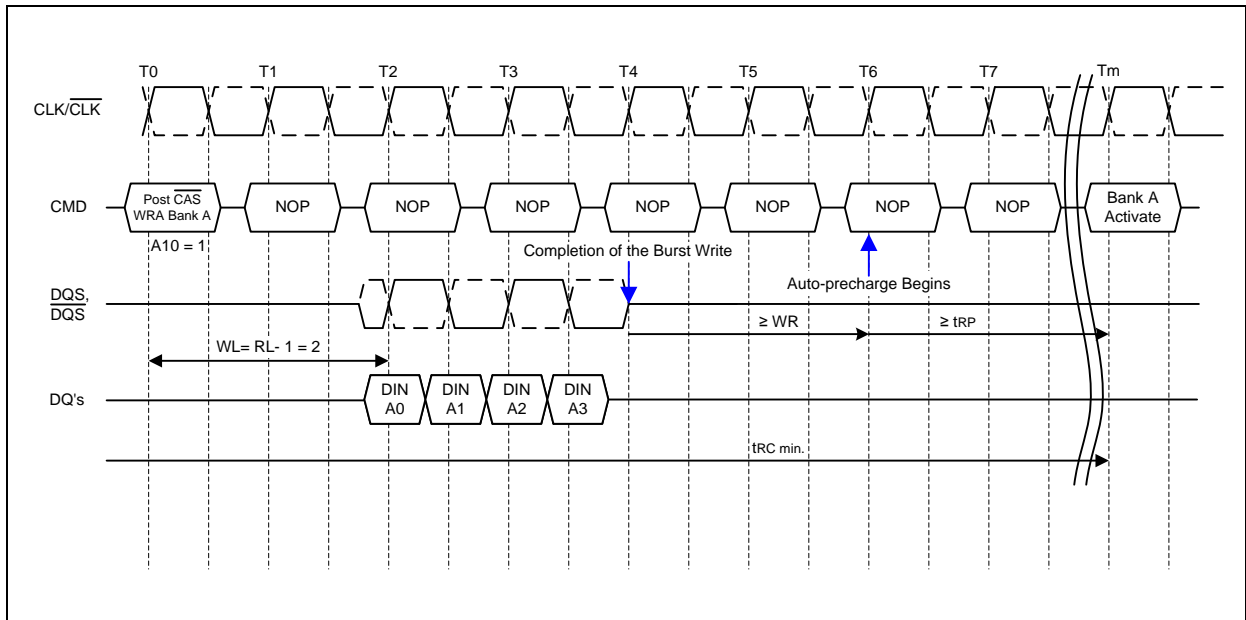 T0 T1 T2 T3 T4 T5 T6 T7 Tm
CLK/CLK
CMD
Post CAS
WRA Bank A
NOP NOP NOP NOP NOP NOP NOP
Bank A
Activate
A10 = 1
Completion of the Burst Write
Auto-precharge Begins
DQS,
DQS
≥ WR
≥ tRP
WL= RL- 1 = 2
DQ's
DIN
A0
DIN
A1
DIN
A2
DIN
A3
tRC min.